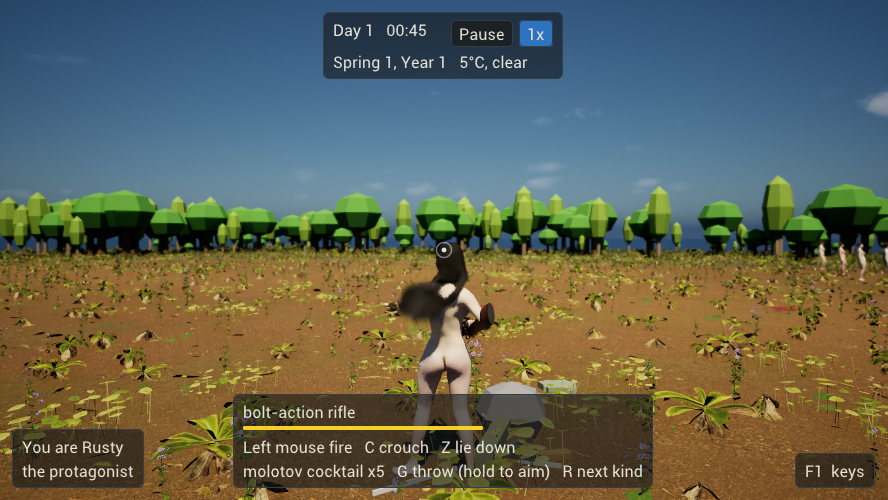 Day 1 00:45 Pause 1x
Spring 1, Year 1 5°C, clear
bolt-action rifle
You are Rusty
the protagonist
Left mouse fire C crouch Z lie down
molotov cocktail x5 G throw (hold to aim) R next kind
F1 keys